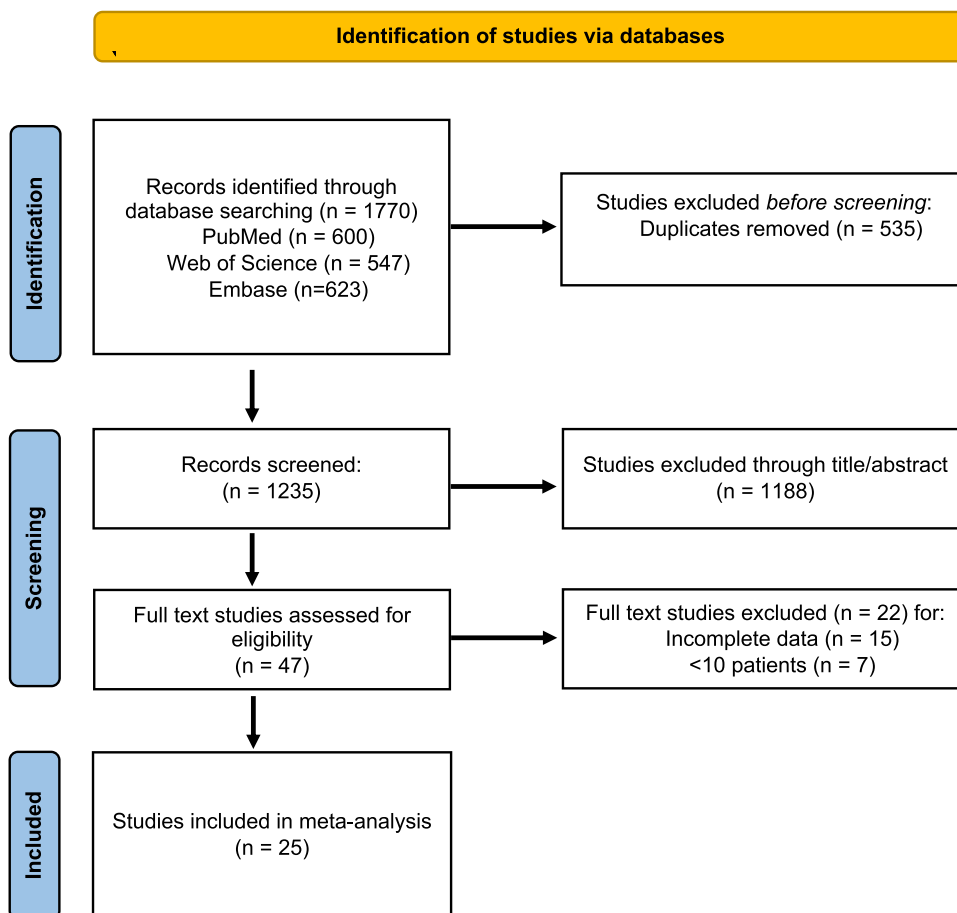 Identification of studies via databases
Identification
Records identified through
database searching (n = 1770)
PubMed (n = 600)
Web of Science (n = 547)
Embase (n=623)
Studies excluded before screening:
Duplicates removed (n = 535)
Screening
Records screened:
(n = 1235)
Studies excluded through title/abstract
(n = 1188)
Full text studies assessed for
eligibility
(n = 47)
Full text studies excluded (n = 22) for:
Incomplete data (n = 15)
<10 patients (n = 7)
Included
Studies included in meta-analysis
(n = 25)